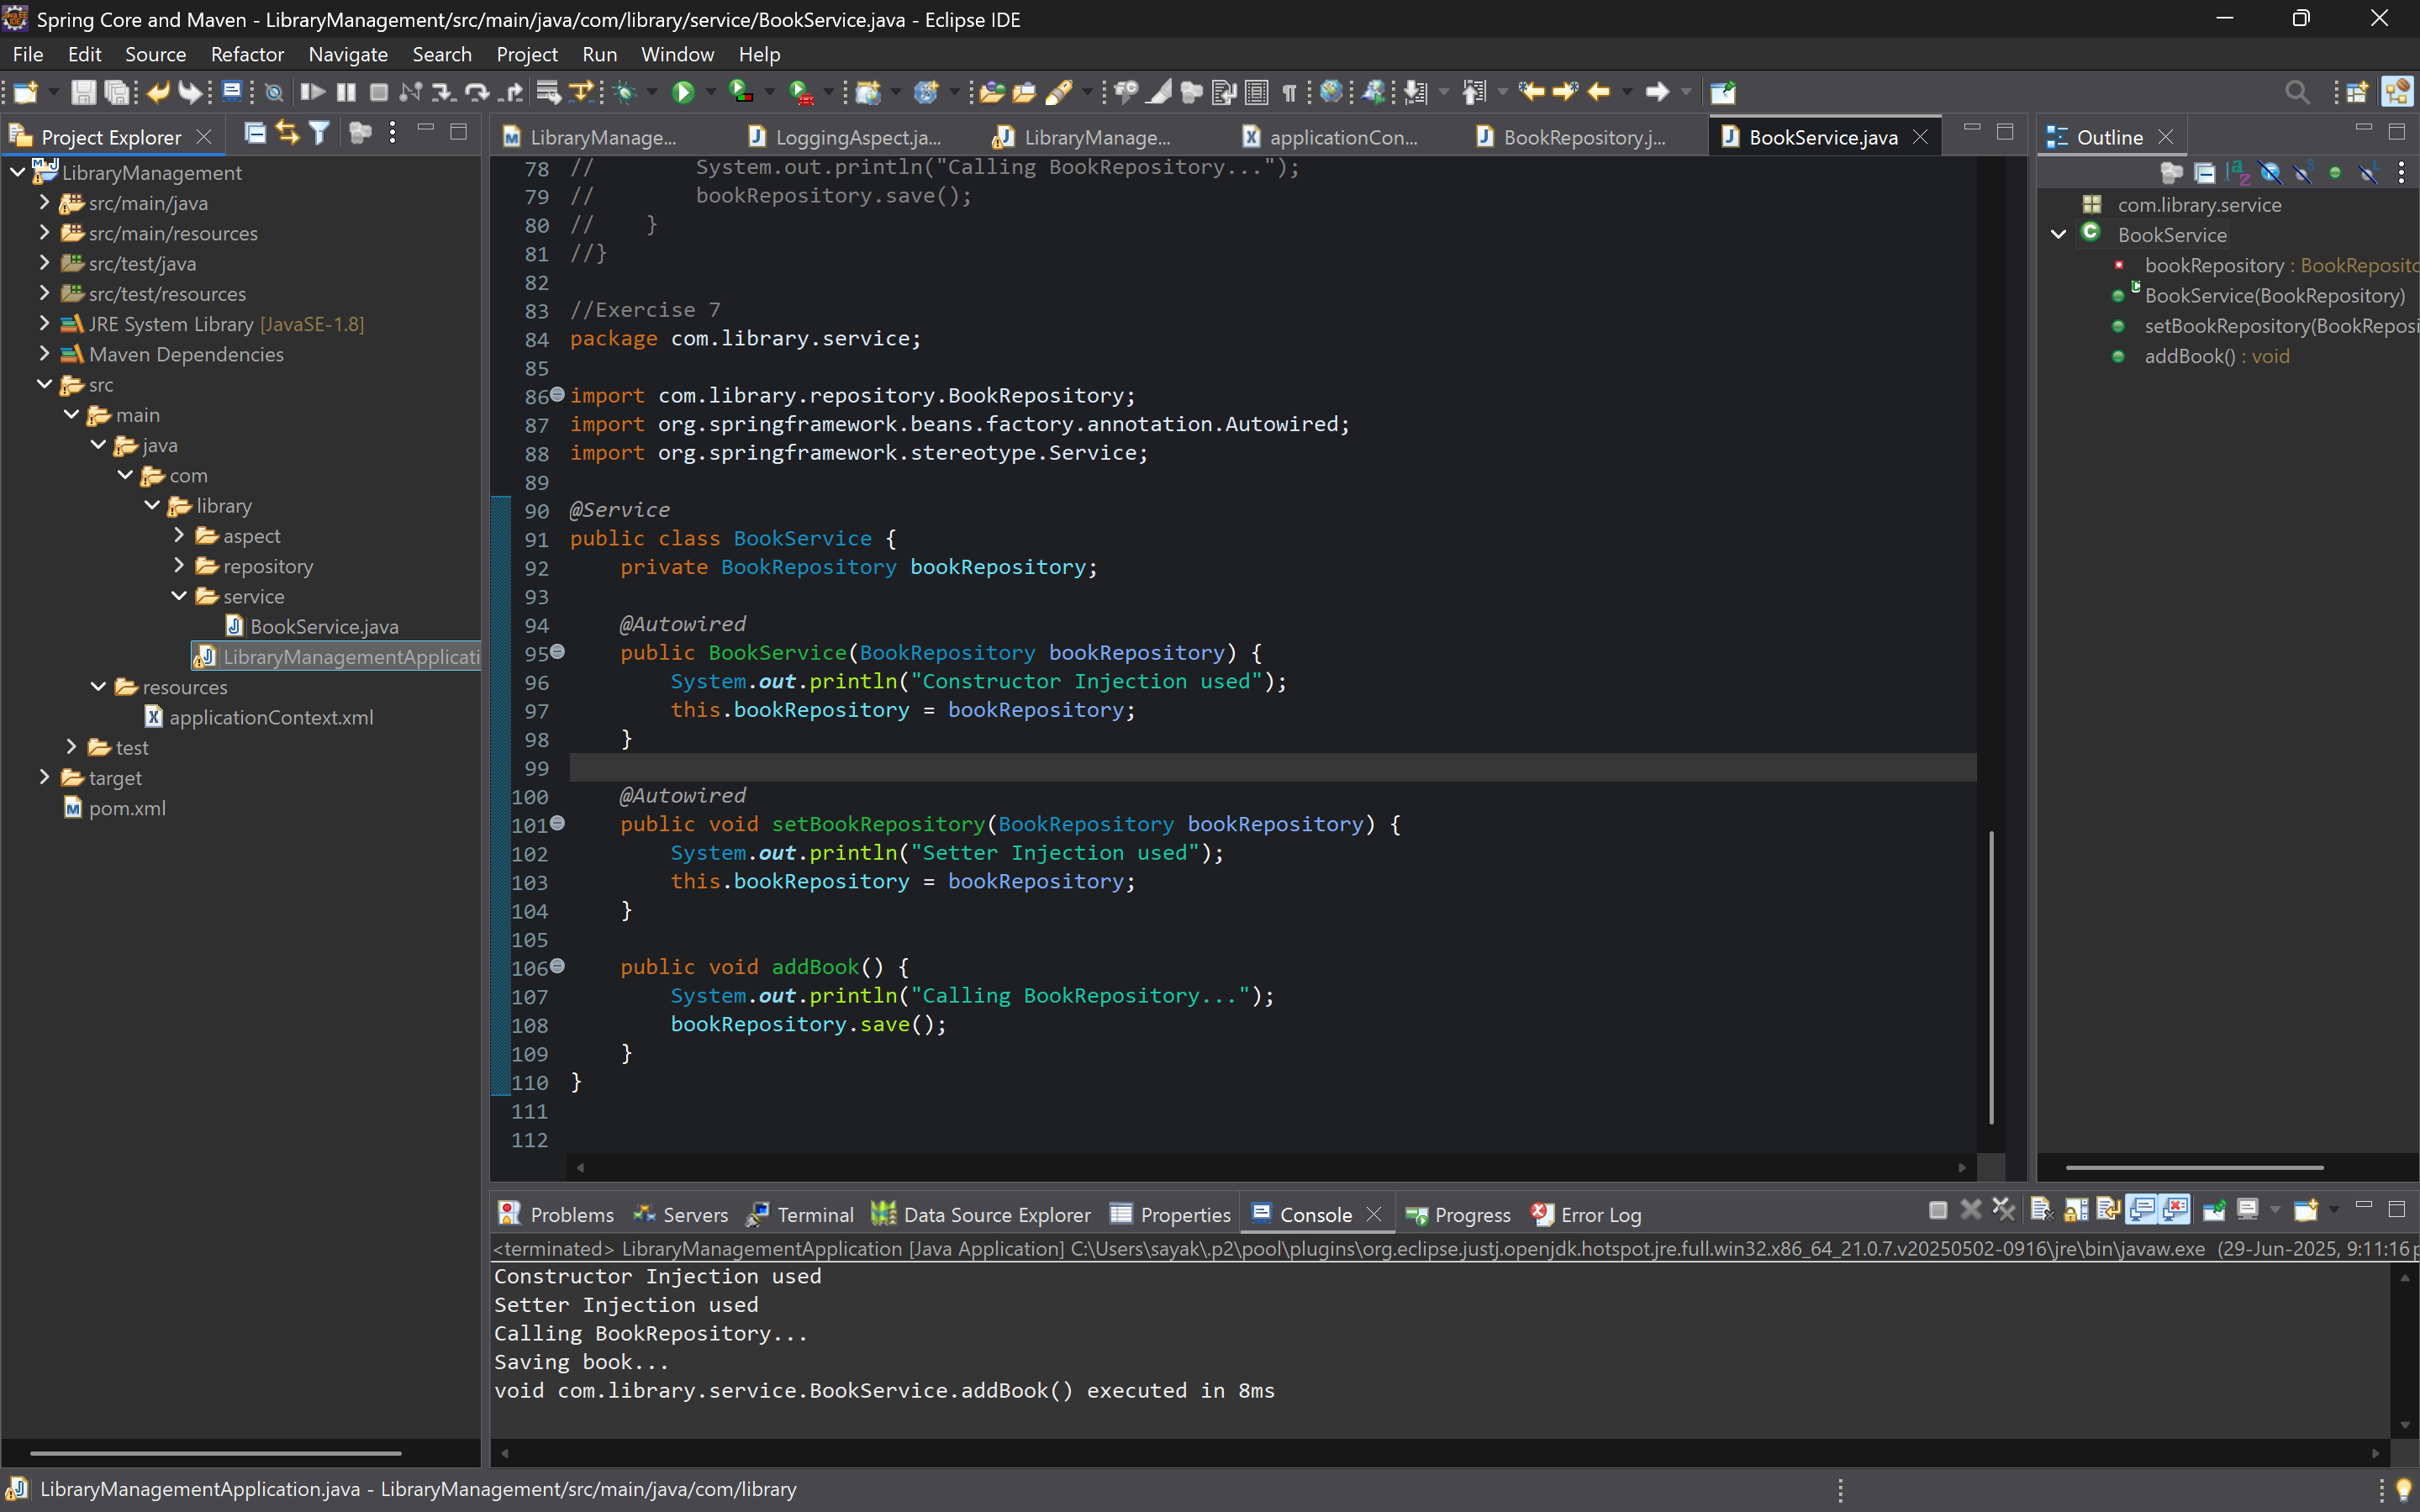 Spring Core and Maven - LibraryManagement/src/main/java/com/library/service/BookService.java - Eclipse IDE
File Edit Source Refactor Navigate Search Project Run Window Help
Project Explorer
LibraryManagement
src/main/java
src/main/resources
src/test/java
src/test/resources
JRE System Library [JavaSE-1.8]
Maven Dependencies
src
main
java
com
library
aspect
repository
service
BookService.java
LibraryManagementApplicati
resources
applicationContext.xml
test
target
pom.xml
LibraryManage... LoggingAspect.ja... LibraryManage... applicationCon... BookRepository.j... BookService.java
78 //        System.out.println("Calling BookRepository...");
79 //        bookRepository.save();
80 //    }
81 //}
82
83 //Exercise 7
84 package com.library.service;
85
86 import com.library.repository.BookRepository;
87 import org.springframework.beans.factory.annotation.Autowired;
88 import org.springframework.stereotype.Service;
89
90 @Service
91 public class BookService {
92     private BookRepository bookRepository;
93
94     @Autowired
95     public BookService(BookRepository bookRepository) {
96         System.out.println("Constructor Injection used");
97         this.bookRepository = bookRepository;
98     }
99
100     @Autowired
101     public void setBookRepository(BookRepository bookRepository) {
102         System.out.println("Setter Injection used");
103         this.bookRepository = bookRepository;
104     }
105
106     public void addBook() {
107         System.out.println("Calling BookRepository...");
108         bookRepository.save();
109     }
110 }
111
112
Outline
com.library.service
BookService
bookRepository : BookReposito
BookService(BookRepository)
setBookRepository(BookReposi
addBook() : void
Problems Servers Terminal Data Source Explorer Properties Console Progress Error Log
<terminated> LibraryManagementApplication [Java Application] C:\Users\sayak\.p2\pool\plugins\org.eclipse.justj.openjdk.hotspot.jre.full.win32.x86_64_21.0.7.v20250502-0916\jre\bin\javaw.exe (29-Jun-2025, 9:11:16 p
Constructor Injection used
Setter Injection used
Calling BookRepository...
Saving book...
void com.library.service.BookService.addBook() executed in 8ms
LibraryManagementApplication.java - LibraryManagement/src/main/java/com/library